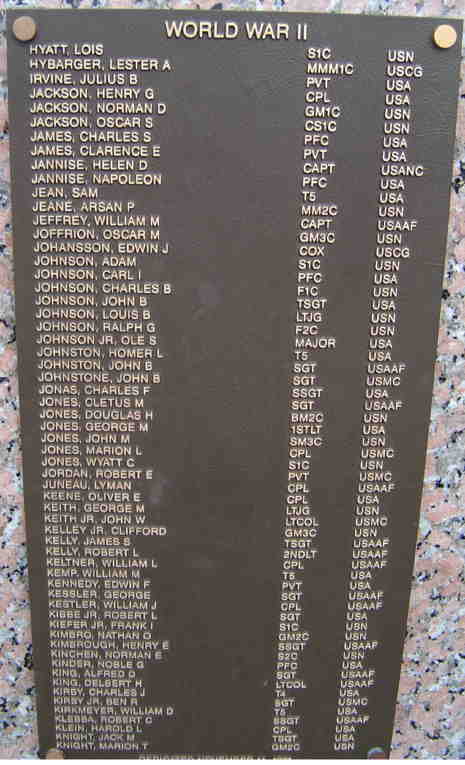 WORLD WAR II
HYATT, LOIS S1C USN
HYBARGER, LESTER A MMM1C USCG
IRVINE, JULIUS B PVT USA
JACKSON, HENRY G CPL USA
JACKSON, NORMAN D GM1C USN
JACKSON, OSCAR S CS1C USN
JAMES, CHARLES S PFC USA
JAMES, CLARENCE E PVT USA
JANNISE, HELEN D CAPT USANC
JANNISE, NAPOLEON PFC USA
JEAN, SAM T5 USA
JEANE, ARSAN P MM2C USN
JEFFREY, WILLIAM M CAPT USAAF
JOFFRION, OSCAR M GM3C USN
JOHANSSON, EDWIN J COX USCG
JOHNSON, ADAM S1C USN
JOHNSON, CARL I PFC USA
JOHNSON, CHARLES B F1C USN
JOHNSON, JOHN B TSGT USA
JOHNSON, LOUIS B LTJG USN
JOHNSON, RALPH G F2C USN
JOHNSON JR, OLE S MAJOR USA
JOHNSTON, HOMER L T5 USA
JOHNSTON, JOHN B SGT USAAF
JOHNSTONE, JOHN B SGT USMC
JONAS, CHARLES F SSGT USA
JONES, CLETUS M SGT USAAF
JONES, DOUGLAS H BM2C USN
JONES, GEORGE M 1STLT USA
JONES, JOHN M SM3C USN
JONES, MARION L CPL USMC
JONES, WYATT C S1C USN
JORDAN, ROBERT E PVT USMC
JUNEAU, LYMAN CPL USAAF
KEENE, OLIVER E CPL USA
KEITH, GEORGE M LTJG USN
KEITH JR, JOHN W LTCOL USMC
KELLEY JR, CLIFFORD GM3C USN
KELLY, JAMES S TSGT USAAF
KELLY, ROBERT L 2NDLT USAAF
KELTNER, WILLIAM L CPL USAAF
KEMP, WILLIAM M T5 USA
KENNEDY, EDWIN F PVT USA
KESSLER, GEORGE SGT USAAF
KESTLER, WILLIAM J CPL USAAF
KIBBE JR, ROBERT L SGT USA
KIEFER JR, FRANK I S1C USN
KIMBRO, NATHAN O GM2C USN
KIMBROUGH, HENRY E SSGT USAAF
KINCHEN, NORMAN E S2C USN
KINDER, NOBLE G PFC USA
KING, ALFRED O SGT USAAF
KING, DELBERT H LTCOL USAAF
KIRBY, CHARLES J T4 USA
KIRBY JR, BEN R SGT USMC
KIRKMEYER, WILLIAM D T5 USA
KLEBBA, ROBERT C SSGT USAAF
KLEIN, HAROLD L CPL USA
KNIGHT, JACK M TSGT USA
KNIGHT, MARION T GM2C USN
DEDICATED NOVEMBER 11,